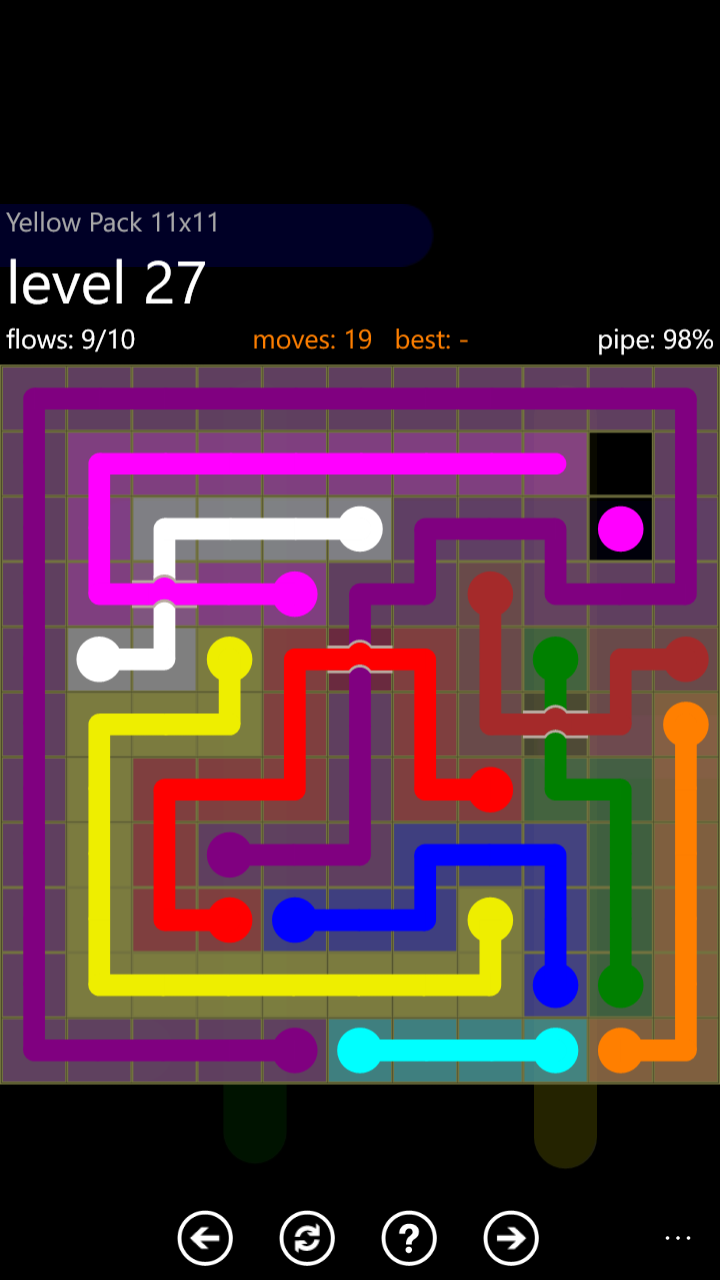 Yellow Pack 11x11
level 27
flows: 9/10 moves: 19 best: - pipe: 98%
?
...